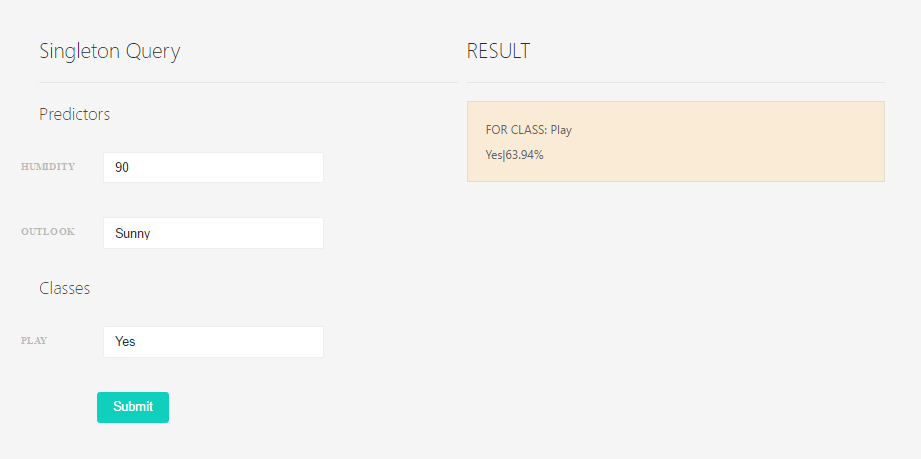 Singleton Query
Predictors
HUMIDITY 90
OUTLOOK Sunny
Classes
PLAY Yes
Submit
RESULT
FOR CLASS: Play
Yes|63.94%